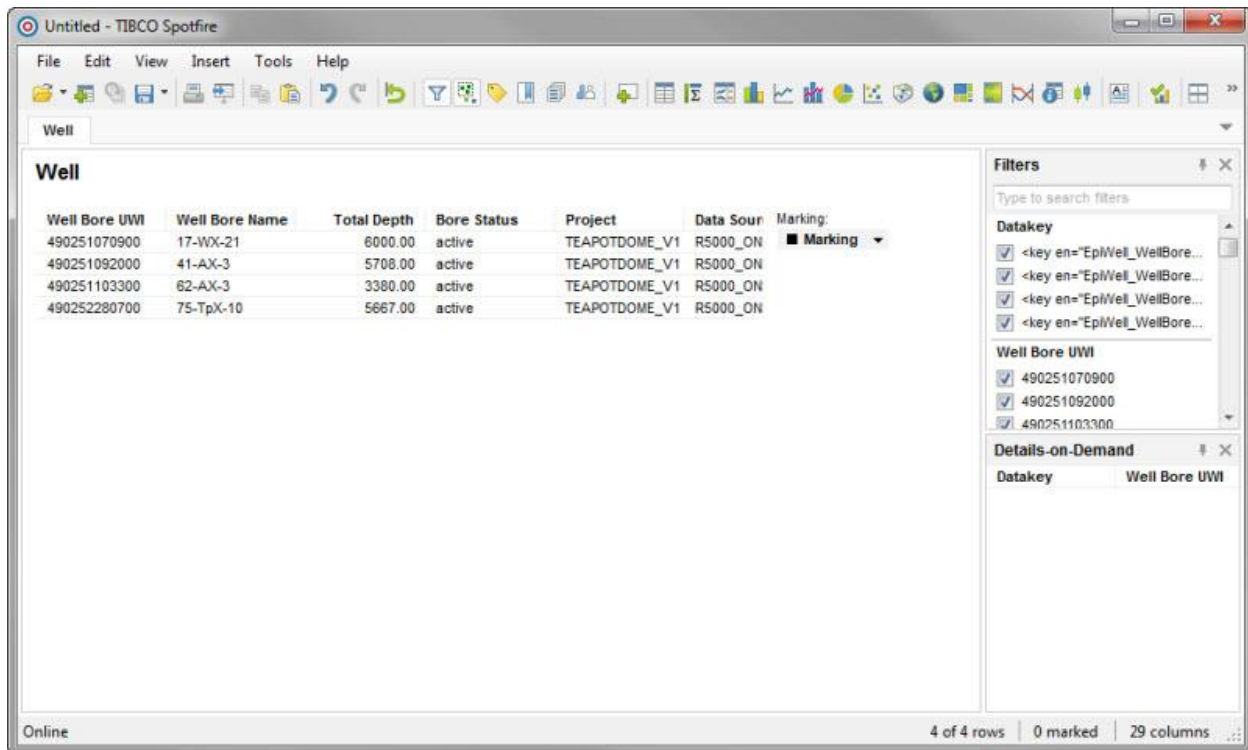 Untitled - TIBCO Spotfire
File Edit View Insert Tools Help
Well
Well
Well Bore UWI Well Bore Name Total Depth Bore Status Project Data Sour Marking:
490251070900 17-WX-21 6000.00 active TEAPOTDOME_V1 R5000_ON Marking
490251092000 41-AX-3 5708.00 active TEAPOTDOME_V1 R5000_ON
490251103300 62-AX-3 3380.00 active TEAPOTDOME_V1 R5000_ON
490252280700 75-TpX-10 5667.00 active TEAPOTDOME_V1 R5000_ON
Filters
Type to search filters
Datakey
<key en="EpiWell_WellBore...
<key en="EpiWell_WellBore...
<key en="EpiWell_WellBore...
<key en="EpiWell_WellBore...
Well Bore UWI
490251070900
490251092000
490251103300
Details-on-Demand
Datakey Well Bore UWI
Online 4 of 4 rows 0 marked 29 columns